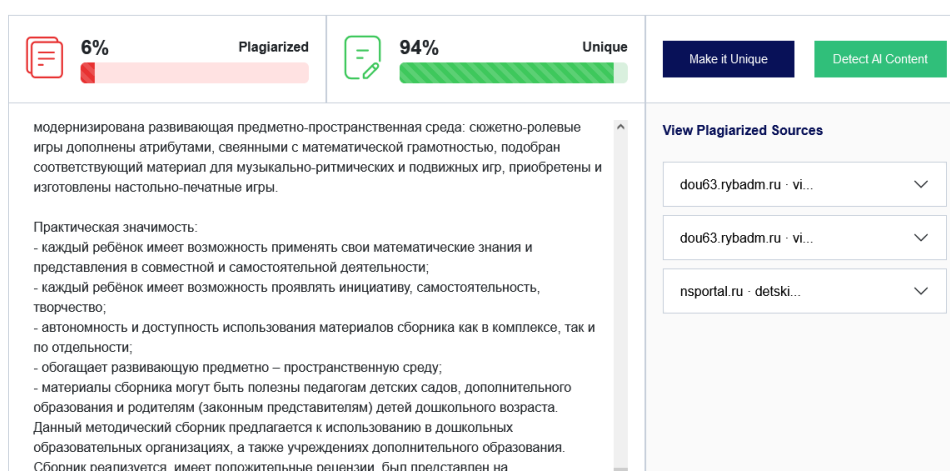 6%
Plagiarized
94%
Unique
Make it Unique
Detect AI Content
модернизирована развивающая предметно-пространственная среда: сюжетно-ролевые
игры дополнены атрибутами, свеянными с математической грамотностью, подобран
соответствующий материал для музыкально-ритмических и подвижных игр, приобретены и
изготовлены настольно-печатные игры.
Практическая значимость:
- каждый ребёнок имеет возможность применять свои математические знания и
представления в совместной и самостоятельной деятельности;
- каждый ребёнок имеет возможность проявлять инициативу, самостоятельность,
творчество;
- автономность и доступность использования материалов сборника как в комплексе, так и
по отдельности;
- обогащает развивающую предметно – пространственную среду;
- материалы сборника могут быть полезны педагогам детских садов, дополнительного
образования и родителям (законным представителям) детей дошкольного возраста.
Данный методический сборник предлагается к использованию в дошкольных
образовательных организациях, а также учреждениях дополнительного образования.
Сборник реализуется, имеет положительные рецензии, был представлен на
View Plagiarized Sources
dou63.rybadm.ru · vi...
dou63.rybadm.ru · vi...
nsportal.ru · detski...